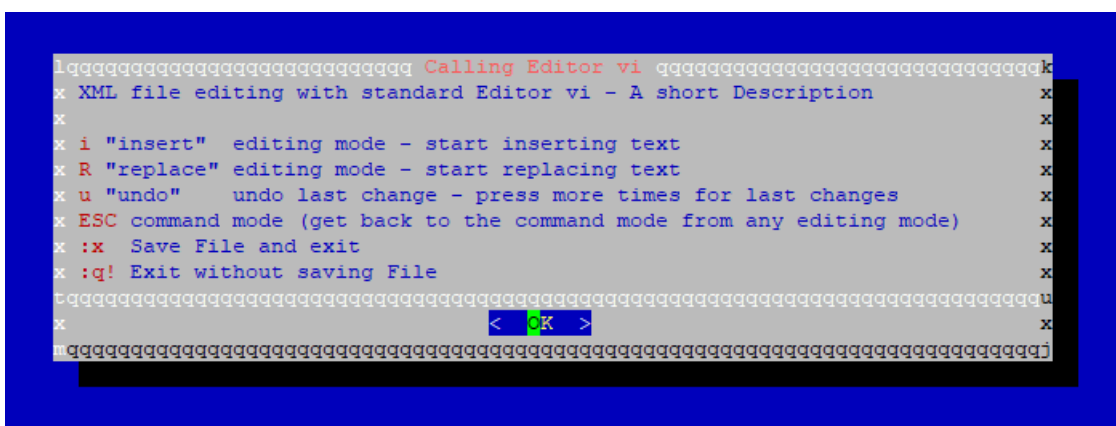 lqqqqqqqqqqqqqqqqqqqqqqqqqqqq Calling Editor vi qqqqqqqqqqqqqqqqqqqqqqqqqqqqqqk
x XML file editing with standard Editor vi – A short Description x
x x
x i "insert" editing mode – start inserting text x
x R "replace" editing mode – start replacing text x
x u "undo" undo last change – press more times for last changes x
x ESC command mode (get back to the command mode from any editing mode) x
x :x Save File and exit x
x :q! Exit without saving File x
tqqqqqqqqqqqqqqqqqqqqqqqqqqqqqqqqqqqqqqqqqqqqqqqqqqqqqqqqqqqqqqqqqqqqqqqqqqqqu
x < OK > x
mqqqqqqqqqqqqqqqqqqqqqqqqqqqqqqqqqqqqqqqqqqqqqqqqqqqqqqqqqqqqqqqqqqqqqqqqqqqqj